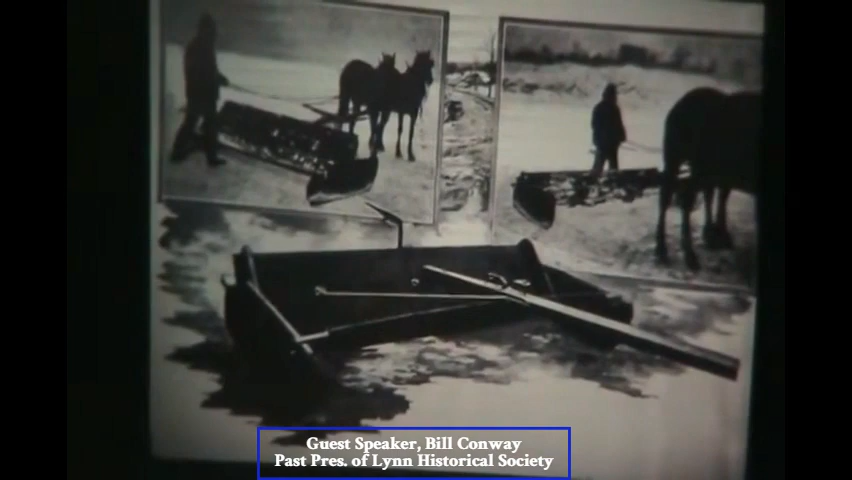 Guest Speaker, Bill Conway
Past Pres. of Lynn Historical Society